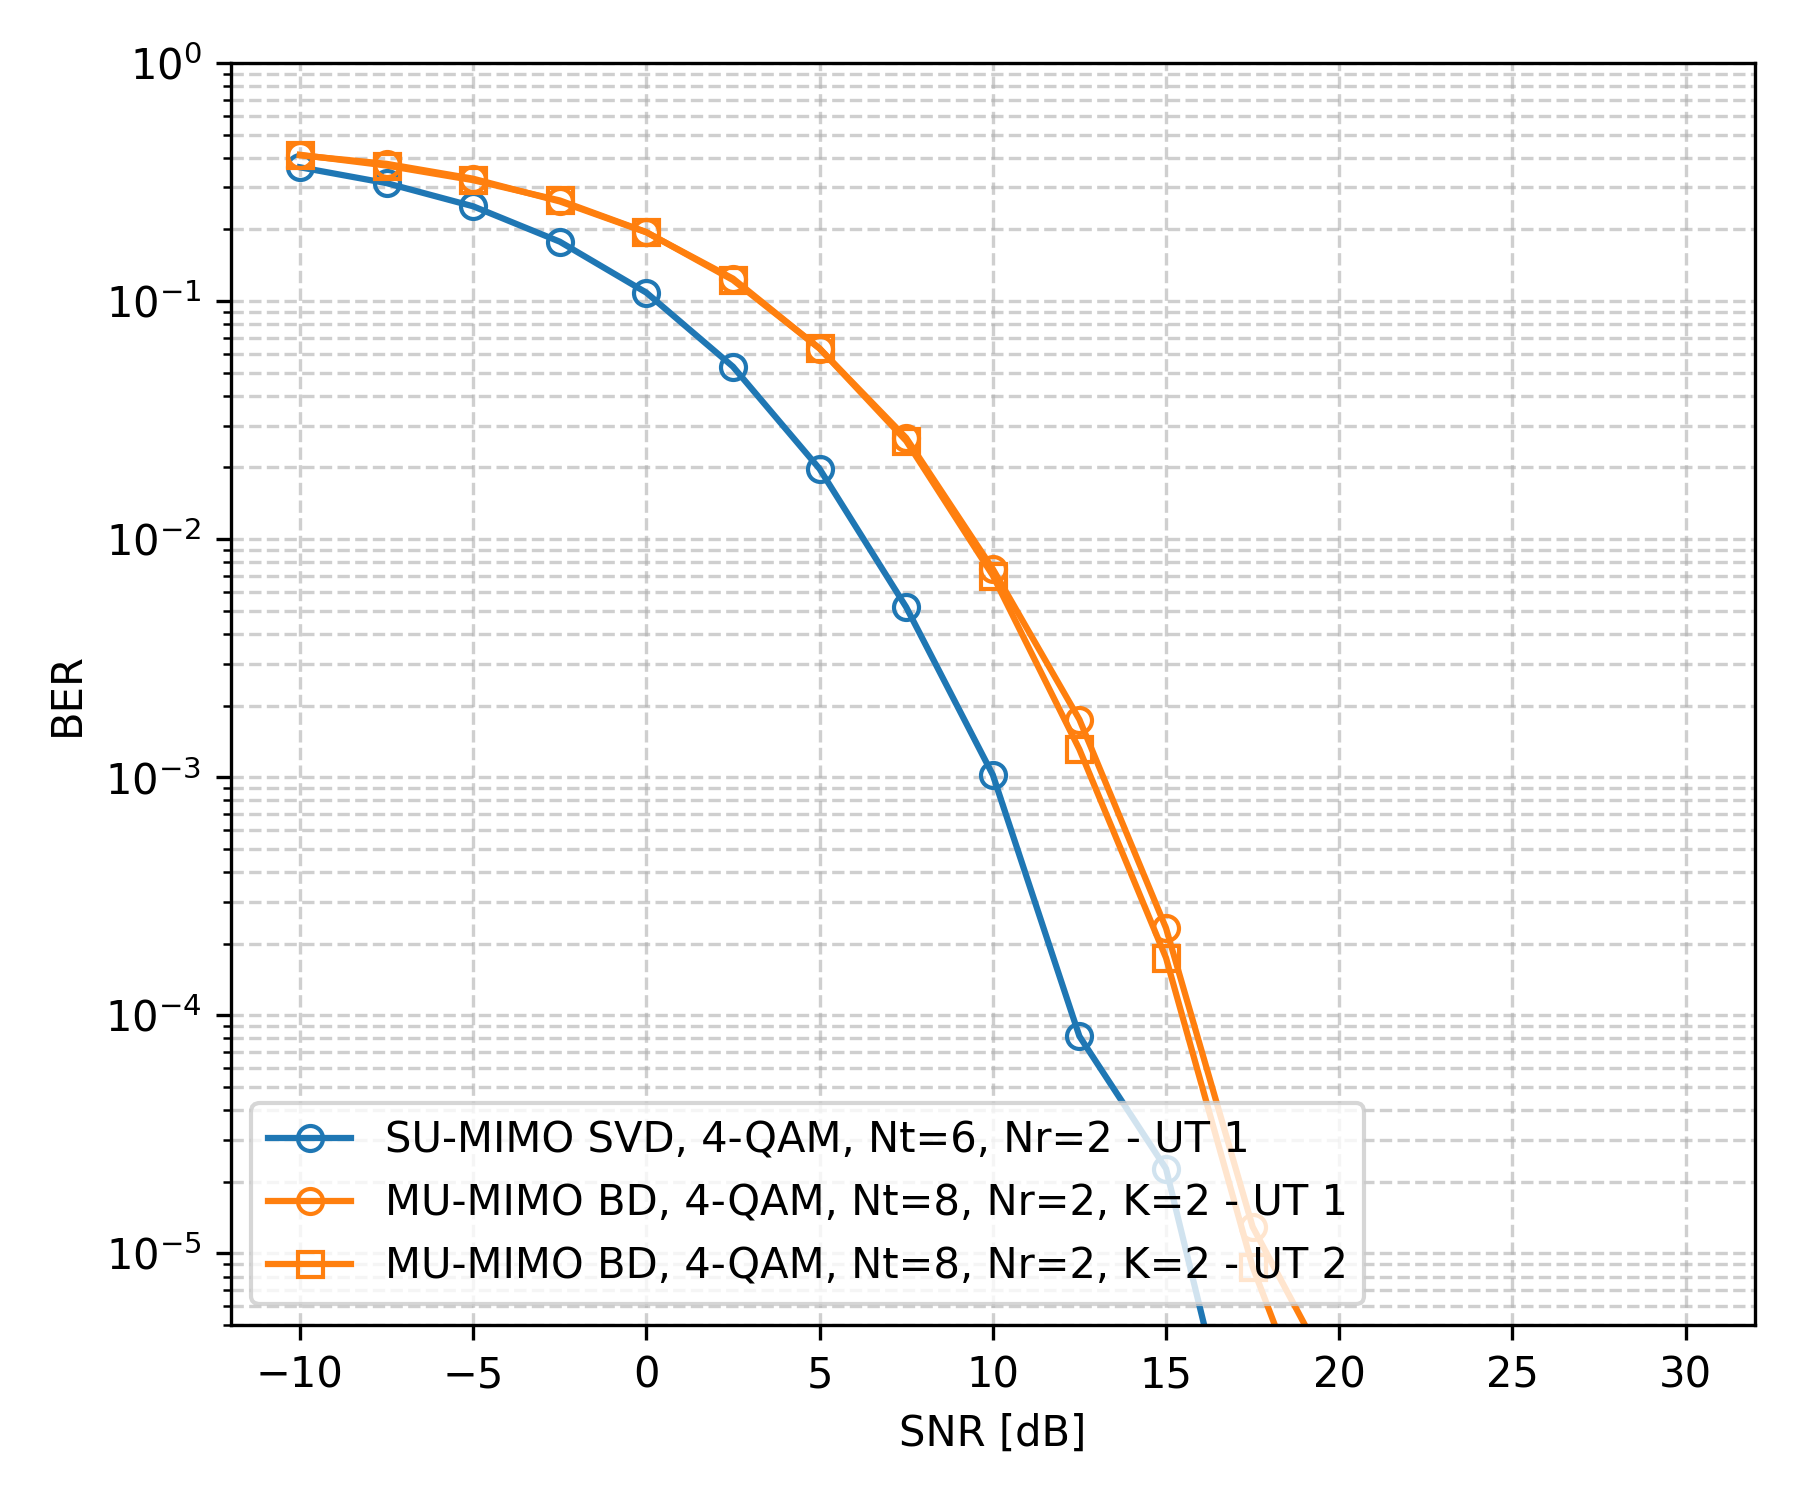 10⁰
10⁻¹
10⁻²
10⁻³
10⁻⁴
10⁻⁵
BER
SU-MIMO SVD, 4-QAM, Nt=6, Nr=2 - UT 1
MU-MIMO BD, 4-QAM, Nt=8, Nr=2, K=2 - UT 1
MU-MIMO BD, 4-QAM, Nt=8, Nr=2, K=2 - UT 2
−10 −5 0 5 10 15 20 25 30
SNR [dB]